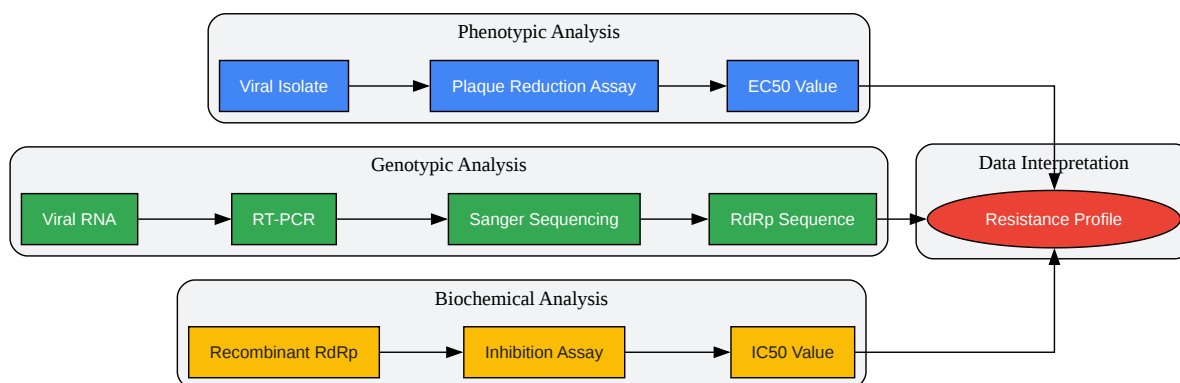 Phenotypic Analysis
Viral Isolate
Plaque Reduction Assay
EC50 Value
Genotypic Analysis
Viral RNA
RT-PCR
Sanger Sequencing
RdRp Sequence
Data Interpretation
Resistance Profile
Biochemical Analysis
Recombinant RdRp
Inhibition Assay
IC50 Value